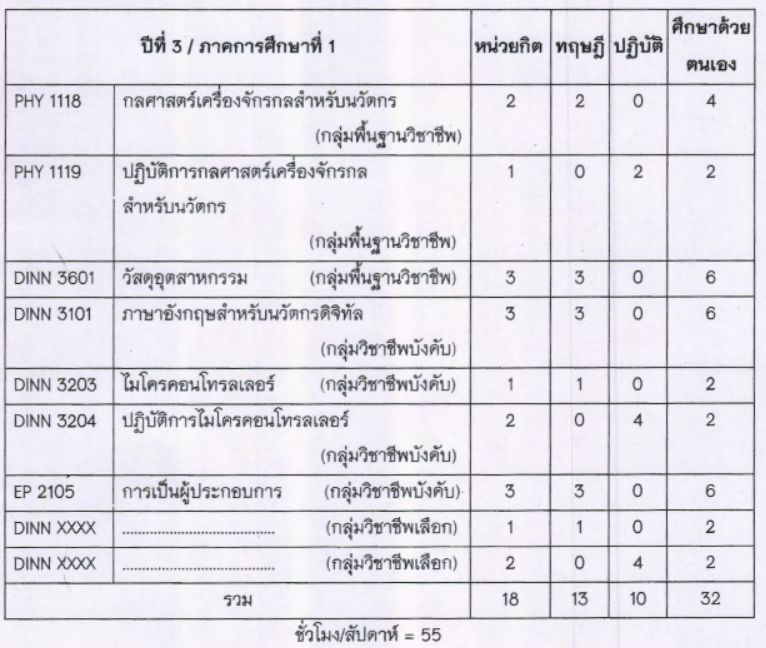 ปีที่ 3 / ภาคการศึกษาที่ 1 หน่วยกิต ทฤษฎี ปฏิบัติ ศึกษาด้วย
ตนเอง
PHY 1118 กลศาสตร์เครื่องจักรกลสำหรับนวัตกร 2 2 0 4
(กลุ่มพื้นฐานวิชาชีพ)
PHY 1119 ปฏิบัติการกลศาสตร์เครื่องจักรกล 1 0 2 2
สำหรับนวัตกร
(กลุ่มพื้นฐานวิชาชีพ)
DINN 3601 วัสดุอุตสาหกรรม (กลุ่มพื้นฐานวิชาชีพ) 3 3 0 6
DINN 3101 ภาษาอังกฤษสำหรับนวัตกรดิจิทัล 3 3 0 6
(กลุ่มวิชาชีพบังคับ)
DINN 3203 ไมโครคอนโทรลเลอร์ (กลุ่มวิชาชีพบังคับ) 1 1 0 2
DINN 3204 ปฏิบัติการไมโครคอนโทรลเลอร์ 2 0 4 2
(กลุ่มวิชาชีพบังคับ)
EP 2105 การเป็นผู้ประกอบการ (กลุ่มวิชาชีพบังคับ) 3 3 0 6
DINN XXXX ................................... (กลุ่มวิชาชีพเลือก) 1 1 0 2
DINN XXXX ................................... (กลุ่มวิชาชีพเลือก) 2 0 4 2
รวม 18 13 10 32
ชั่วโมง/สัปดาห์ = 55